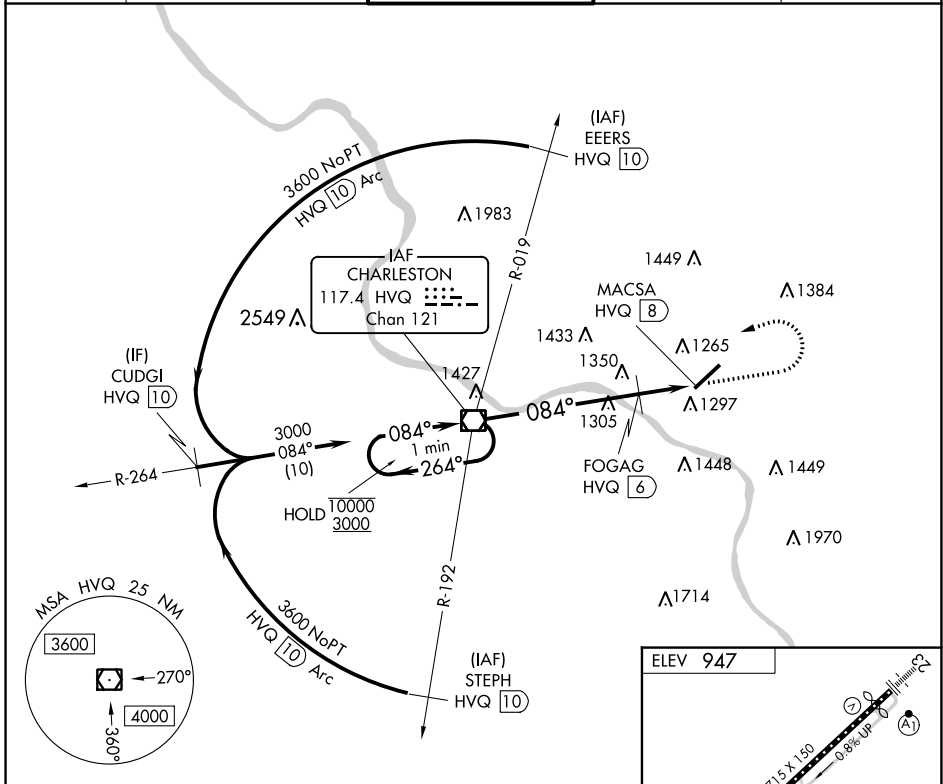 (IAF)
EEERS
HVQ 10
3600 NoPT
HVQ 10 Arc
1983
R-019
IAF
CHARLESTON
117.4 HVQ
Chan 121
1449
MACSA
HVQ 8
1384
2549
1433
1265
1350
(IF)
CUDGI
HVQ 10
1427
084°
1305
1297
3000
084°
(10)
084°
1 min
264°
R-264
FOGAG
HVQ 6
1448
1449
HOLD 10000
3000
1970
R-192
1714
MSA HVQ 25 NM
3600
270°
4000
360°
3600 NoPT
HVQ 10 Arc
(IAF)
STEPH
HVQ 10
ELEV 947
23
V
A1
715 X 150
0.8% UP